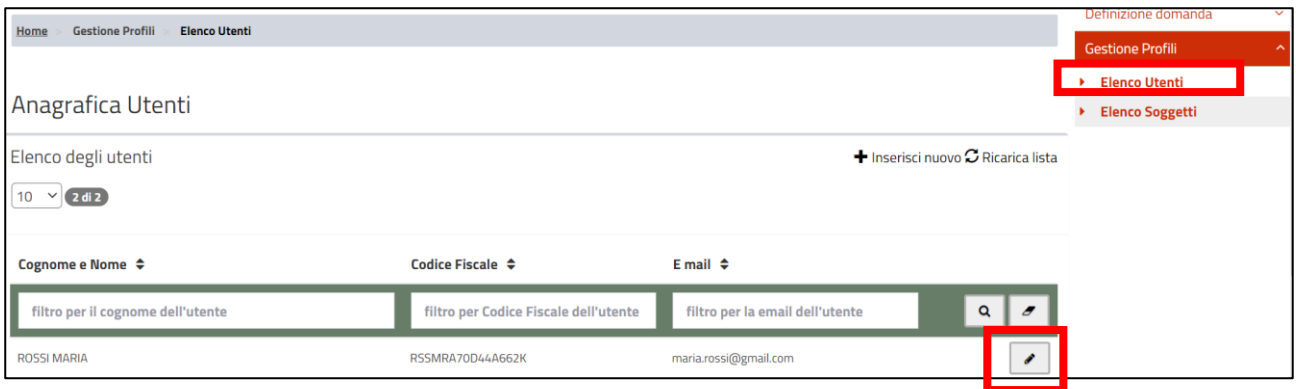 Home Gestione Profili Elenco Utenti
Definizione domanda
Gestione Profili
Elenco Utenti
Elenco Soggetti
Anagrafica Utenti
Elenco degli utenti
Inserisci nuovo Ricarica lista
10 2 di 2
Cognome e Nome Codice Fiscale E mail
filtro per il cognome dell'utente filtro per Codice Fiscale dell'utente filtro per la email dell'utente
ROSSI MARIA RSSMRA70D44A662K maria.rossi@gmail.com